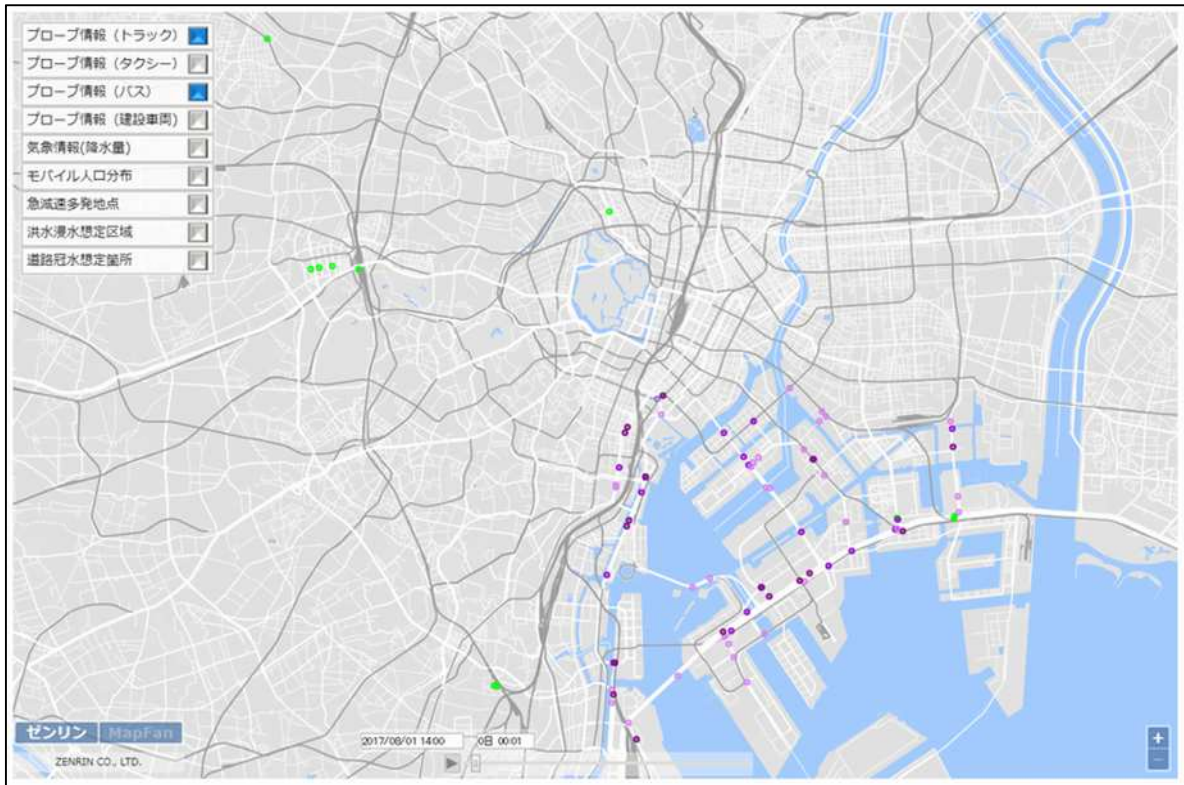 プローブ情報（トラック）
プローブ情報（タクシー）
プローブ情報（バス）
プローブ情報（建設車両）
気象情報(降水量)
モバイル人口分布
急減速多発地点
洪水浸水想定区域
道路冠水想定箇所
ゼンリン MapFan
2017/08/01 14:00 0日 00:01
ZENRIN CO., LTD.
+
−